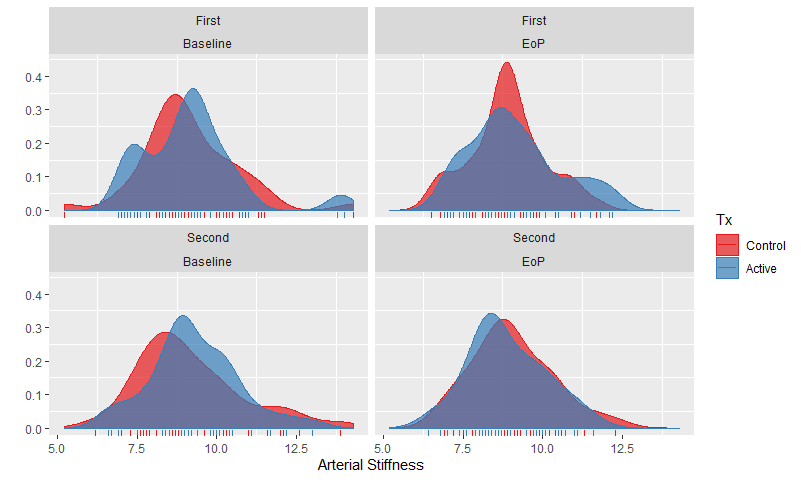 First
First
Baseline
EoP
0.4
0.3
0.2
0.1
0.0
Second
Second
Baseline
EoP
0.4
0.3
0.2
0.1
0.0
5.0 7.5 10.0 12.5
5.0 7.5 10.0 12.5
Arterial Stiffness
Tx
Control
Active